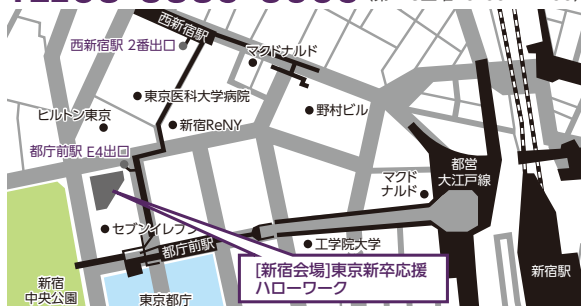 西新宿駅
西新宿駅 2番出口
マクドナルド
東京医科大学病院
野村ビル
ヒルトン東京
新宿ReNY
都庁前駅 E4出口
都営
大江戸線
マクド
ナルド
セブンイレブン
都庁前駅
工学院大学
[新宿会場]東京新卒応援
ハローワーク
新宿駅
新宿
中央公園
東京都庁